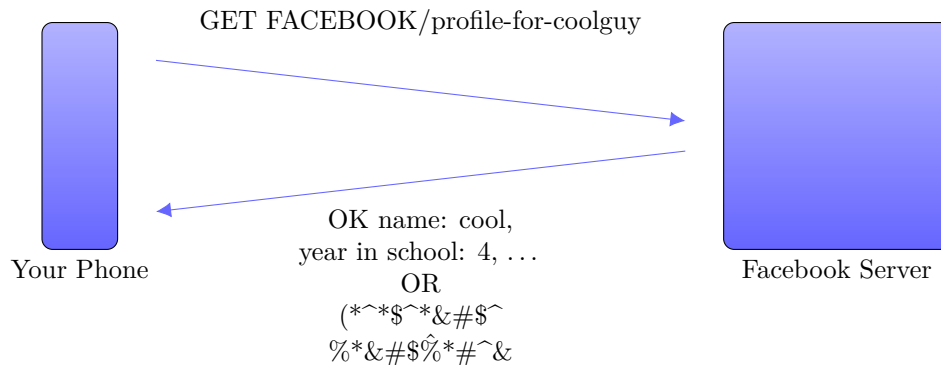 GET FACEBOOK/profile-for-coolguy
OK name: cool,
year in school: 4, …
OR
(*^*$^*&#$^
%*&#$%̂*#^&
Your Phone
Facebook Server